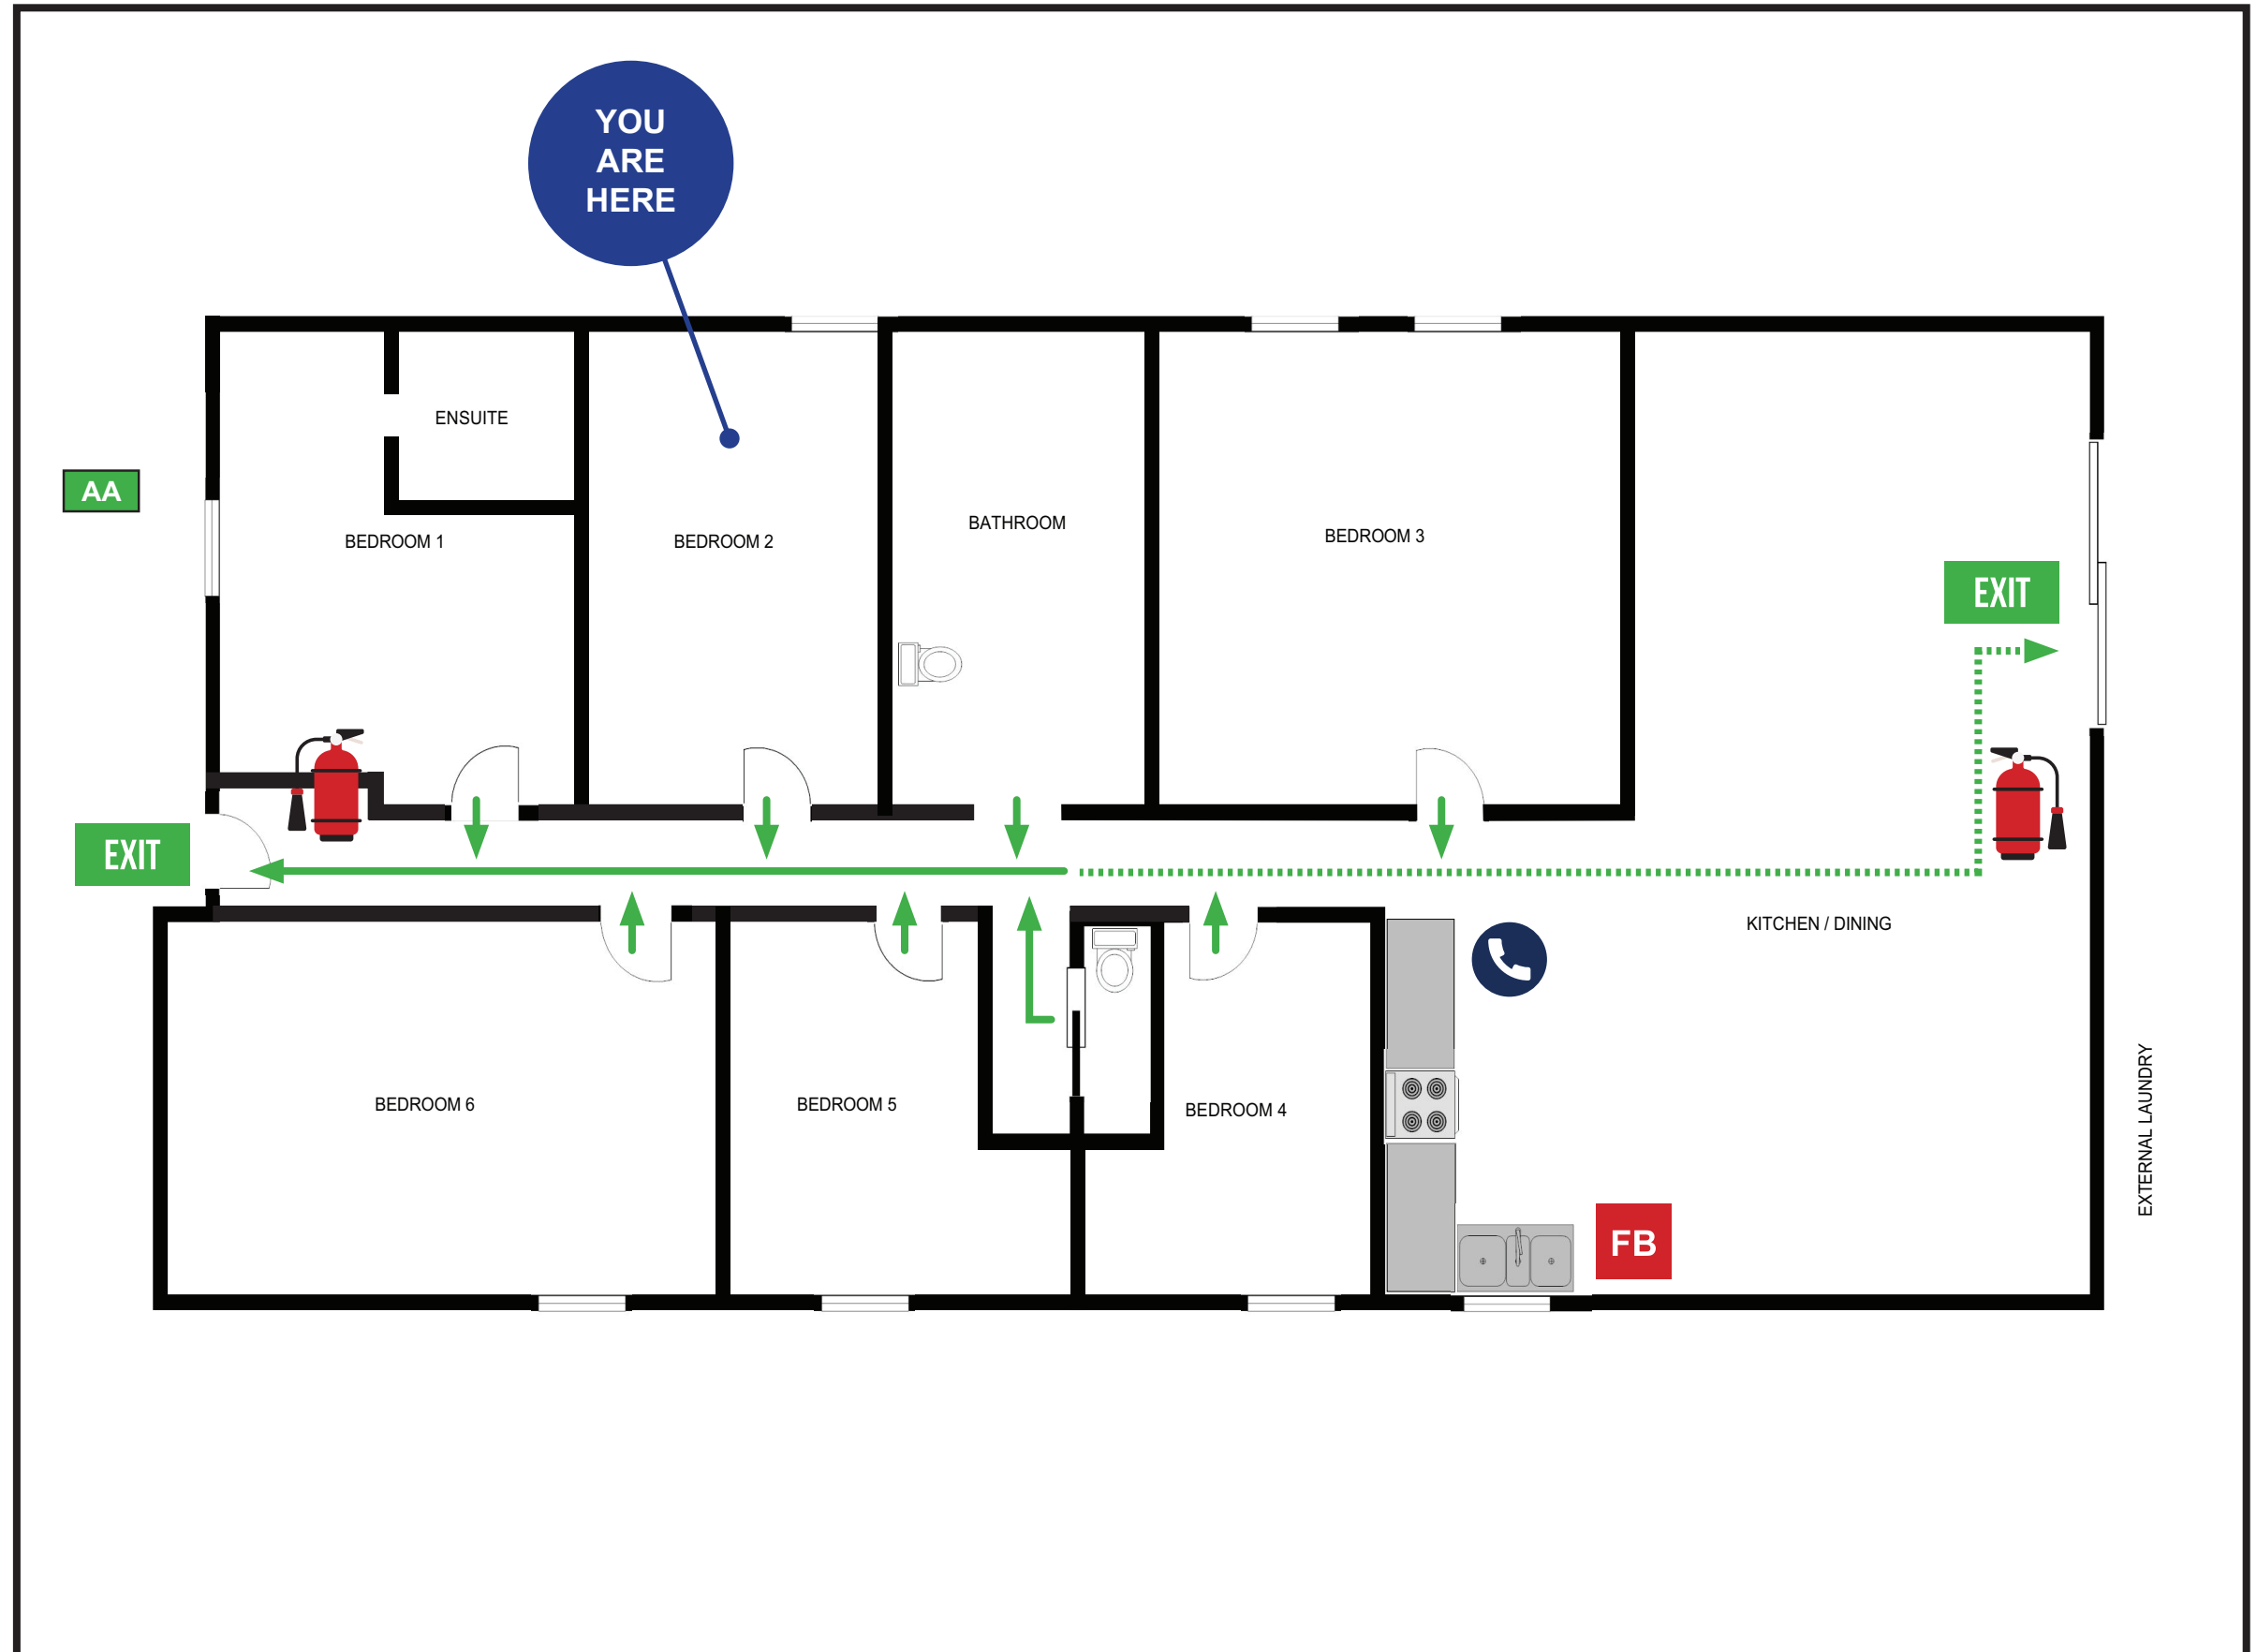 YOU
ARE
HERE
ENSUITE
AA
BEDROOM 1
BEDROOM 2
BATHROOM
BEDROOM 3
EXIT
EXIT
KITCHEN / DINING
BEDROOM 6
BEDROOM 5
BEDROOM 4
EXTERNAL LAUNDRY
FB